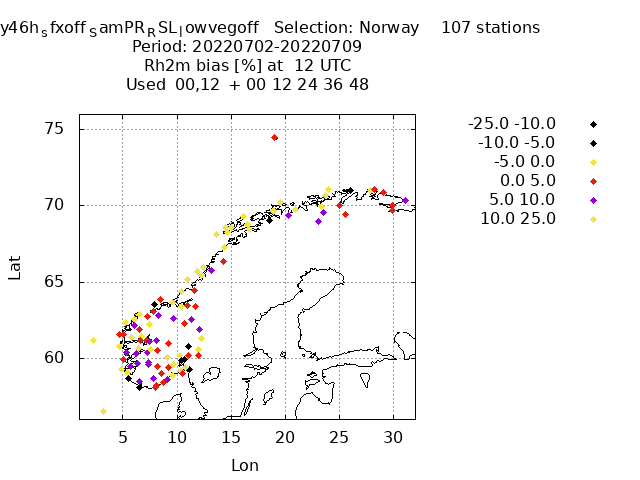 y46h_sfxoff_SamPR_RSL_lowvegoff Selection: Norway 107 stations
Period: 20220702-20220709
Rh2m bias [%] at 12 UTC
Used 00,12 + 00 12 24 36 48
-25.0 -10.0
-10.0 -5.0
-5.0 0.0
0.0 5.0
5.0 10.0
10.0 25.0
75
70
65
60
Lat
5 10 15 20 25 30
Lon